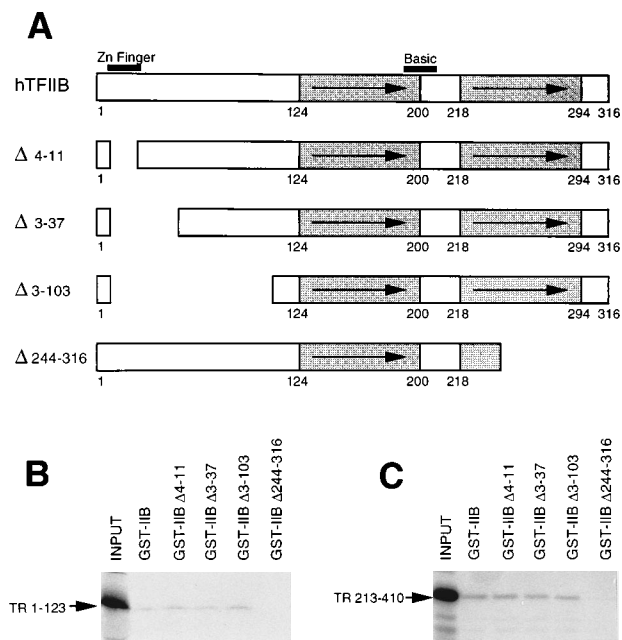 A
Zn Finger Basic
hTFIIB
1 124 200 218 294 316
Δ 4-11
1 124 200 218 294 316
Δ 3-37
1 124 200 218 294 316
Δ 3-103
1 124 200 218 294 316
Δ 244-316
1 124 200 218
B
INPUT
GST-IIB
GST-IIB Δ4-11
GST-IIB Δ3-37
GST-IIB Δ3-103
GST-IIB Δ244-316
TR 1-123
C
INPUT
GST-IIB
GST-IIB Δ4-11
GST-IIB Δ3-37
GST-IIB Δ3-103
GST-IIB Δ244-316
TR 213-410